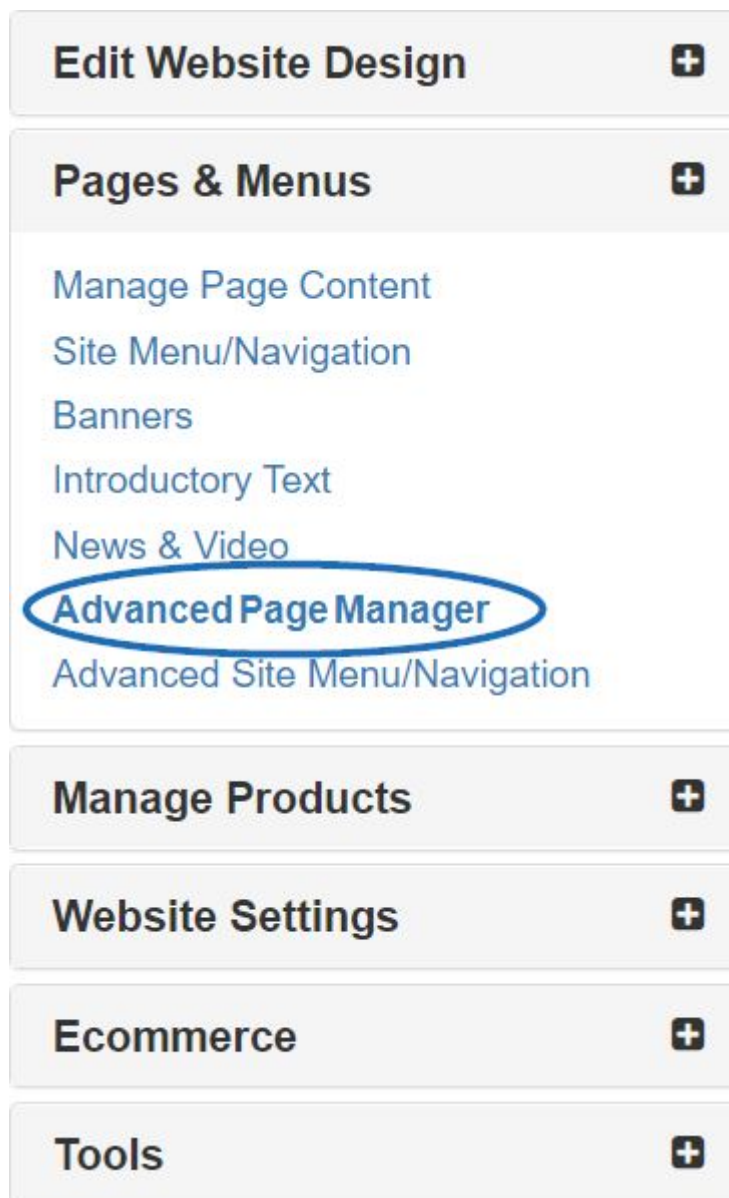 Edit Website Design
Pages & Menus
Manage Page Content
Site Menu/Navigation
Banners
Introductory Text
News & Video
Advanced Page Manager
Advanced Site Menu/Navigation
Manage Products
Website Settings
Ecommerce
Tools